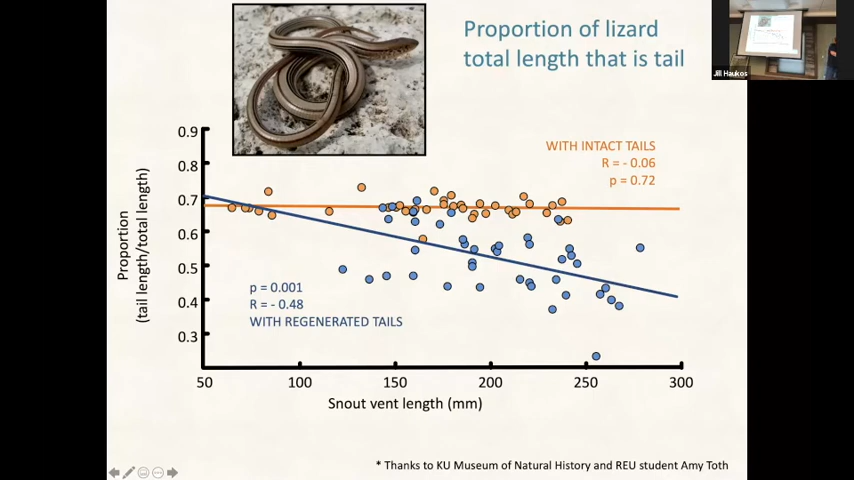 Proportion of lizard
total length that is tail
Jill Haukos
WITH INTACT TAILS
R = - 0.06
p = 0.72
0.9
0.8
0.7
0.6
0.5
0.4
0.3
Proportion
(tail length/total length)
p = 0.001
R = - 0.48
WITH REGENERATED TAILS
50 100 150 200 250 300
Snout vent length (mm)
* Thanks to KU Museum of Natural History and REU student Amy Toth